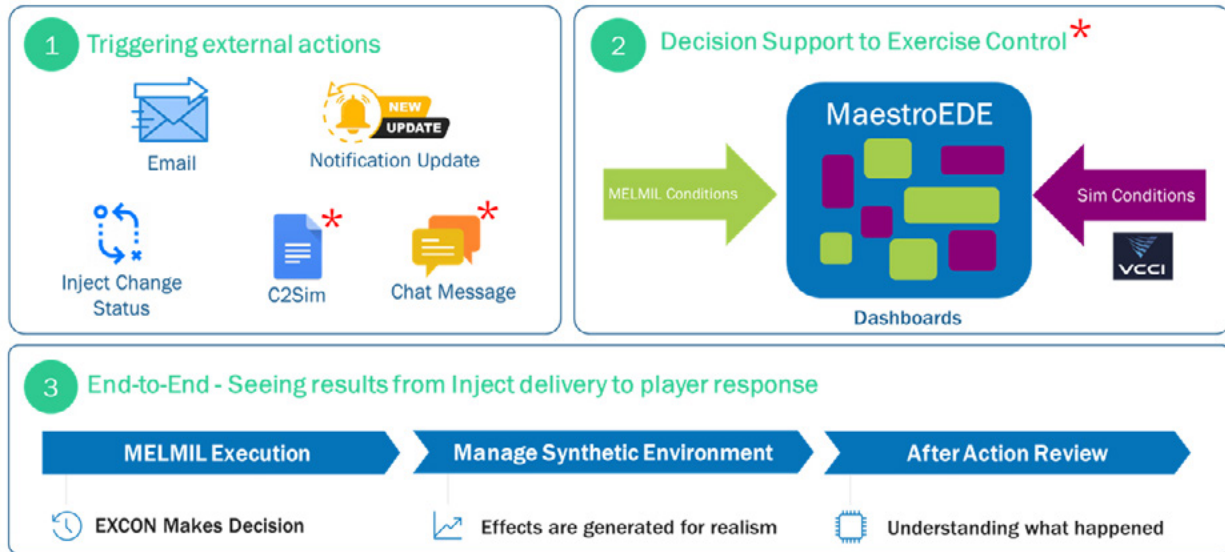 1 Triggering external actions
Email
NEW
UPDATE
Notification Update
Inject Change
Status
C2Sim
*
Chat Message
*
2 Decision Support to Exercise Control*
MaestroEDE
MELMIL Conditions
Sim Conditions
VCCI
Dashboards
3 End-to-End - Seeing results from Inject delivery to player response
MELMIL Execution
Manage Synthetic Environment
After Action Review
EXCON Makes Decision
Effects are generated for realism
Understanding what happened